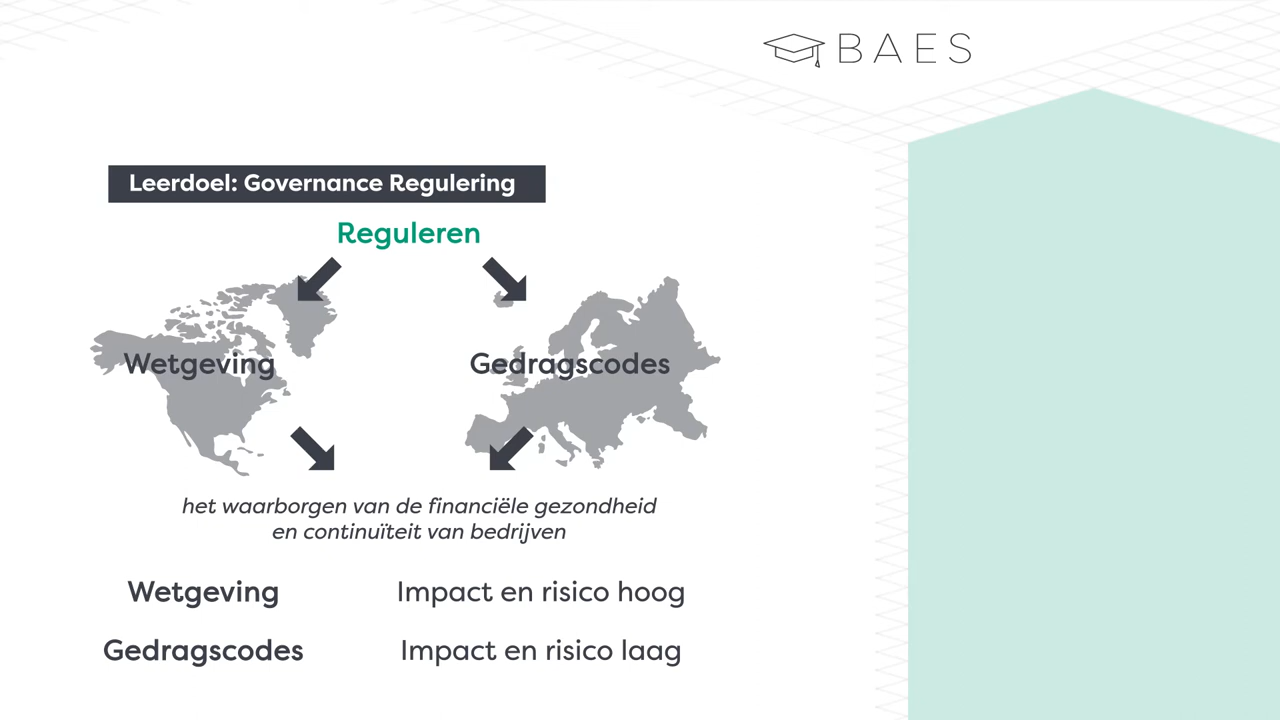 BAES
Leerdoel: Governance Regulering
Reguleren
Wetgeving
Gedragscodes
het waarborgen van de financiële gezondheid
en continuïteit van bedrijven
Wetgeving Impact en risico hoog
Gedragscodes Impact en risico laag